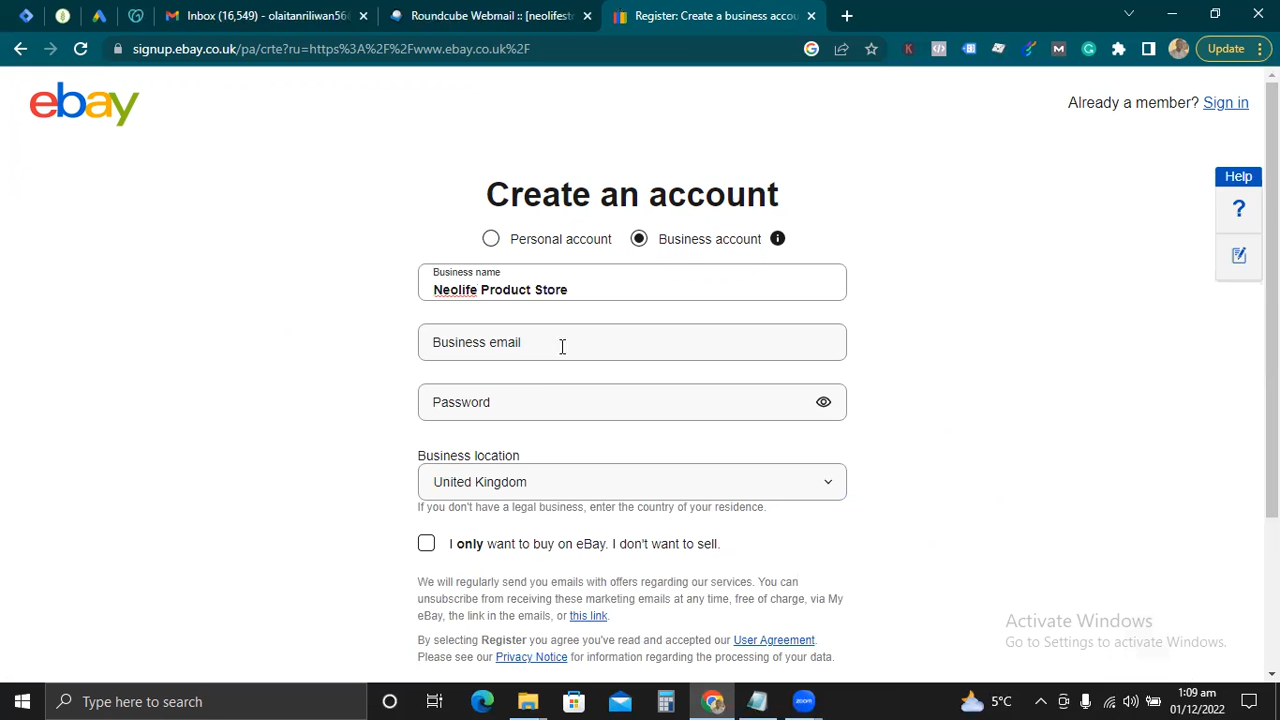 Inbox (16,549) - olaitanriliwan56
Roundcube Webmail :: [neolifestr
Register: Create a business accou
signup.ebay.co.uk/pa/crte?ru=https%3A%2F%2Fwww.ebay.co.uk%2F
Update
ebay
Already a member? Sign in
Help
?
Create an account
Personal account
Business account
Business name
Neolife Product Store
Business email
Password
Business location
United Kingdom
If you don't have a legal business, enter the country of your residence.
I only want to buy on eBay. I don't want to sell.
We will regularly send you emails with offers regarding our services. You can
unsubscribe from receiving these marketing emails at any time, free of charge, via My
eBay, the link in the emails, or this link.
By selecting Register you agree you've read and accepted our User Agreement.
Please see our Privacy Notice for information regarding the processing of your data.
Activate Windows
Go to Settings to activate Windows.
Type here to search
zoom
5°C
1:09 am
01/12/2022